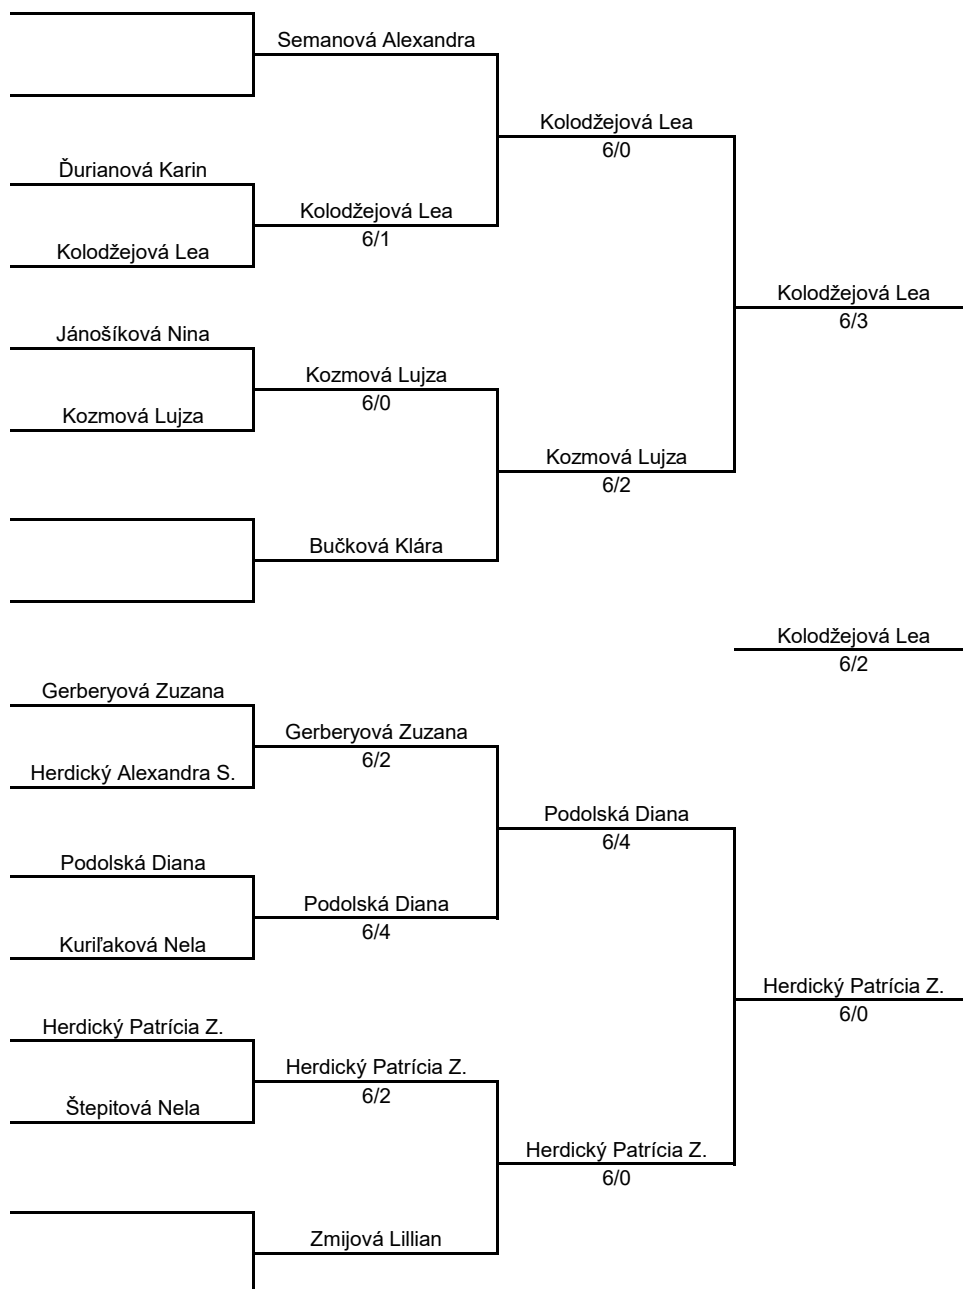 Semanová Alexandra
Kolodžejová Lea
6/0
Ďurianová Karin
Kolodžejová Lea
6/1
Kolodžejová Lea
Kolodžejová Lea
6/3
Jánošíková Nina
Kozmová Lujza
6/0
Kozmová Lujza
Kozmová Lujza
6/2
Bučková Klára
Kolodžejová Lea
6/2
Gerberyová Zuzana
Gerberyová Zuzana
6/2
Herdický Alexandra S.
Podolská Diana
6/4
Podolská Diana
Podolská Diana
6/4
Kuriľaková Nela
Herdický Patrícia Z.
6/0
Herdický Patrícia Z.
Herdický Patrícia Z.
6/2
Štepitová Nela
Herdický Patrícia Z.
6/0
Zmijová Lillian